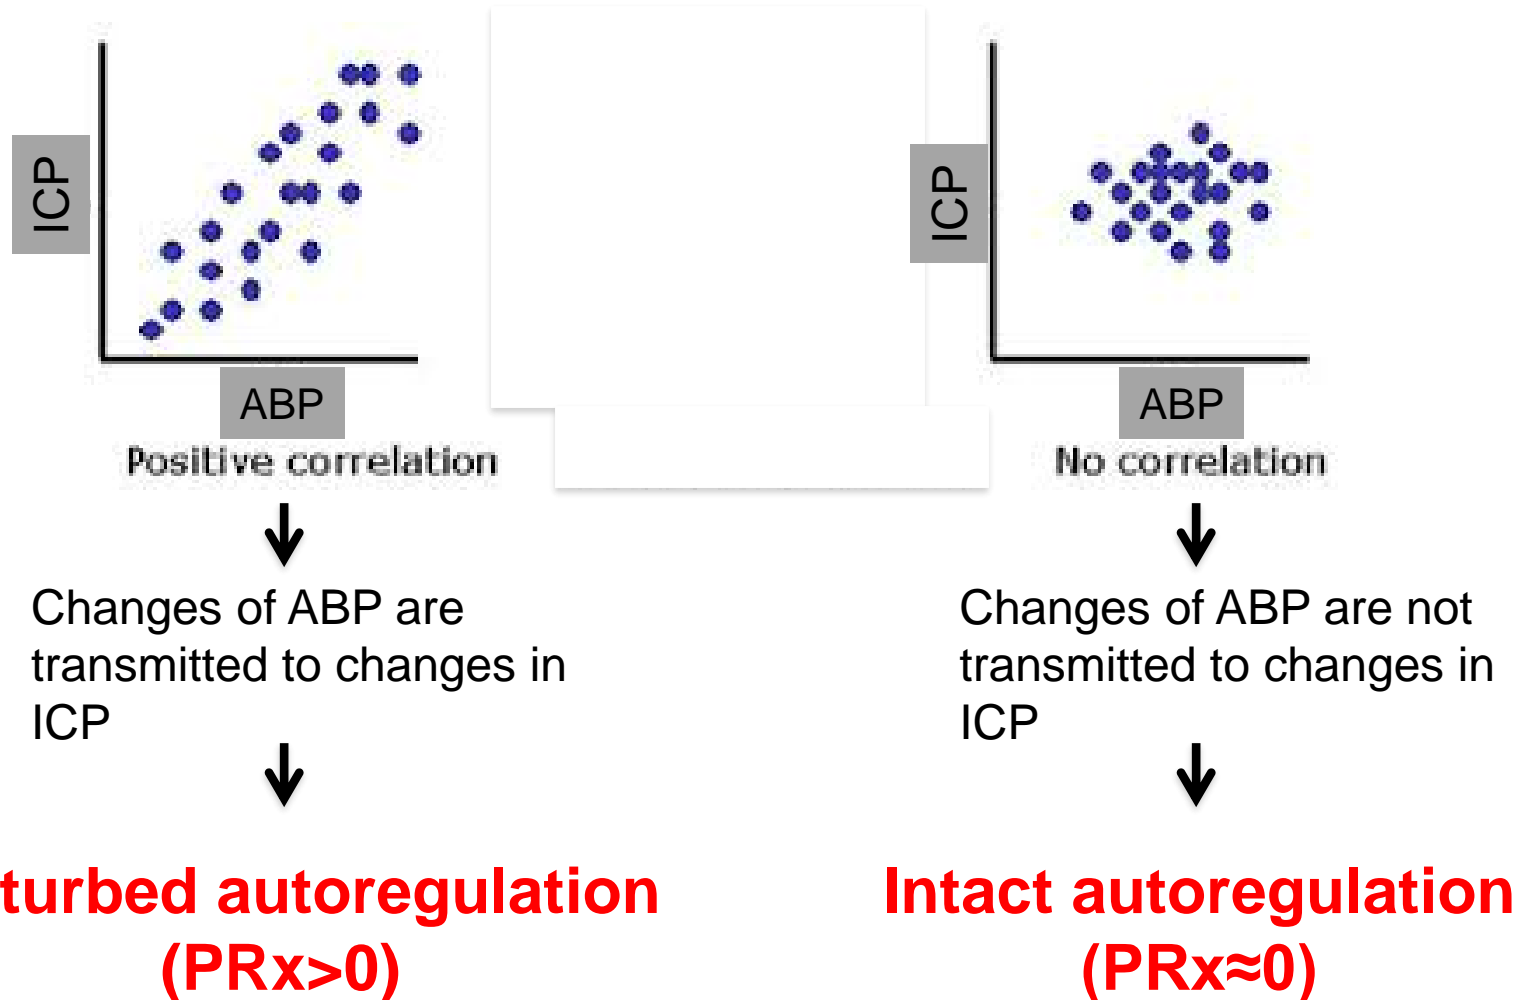 ICP
ABP
Positive correlation
Changes of ABP are
transmitted to changes in
ICP
turbed autoregulation
(PRx>0)
ICP
ABP
No correlation
Changes of ABP are not
transmitted to changes in
ICP
Intact autoregulation
(PRx≈0)